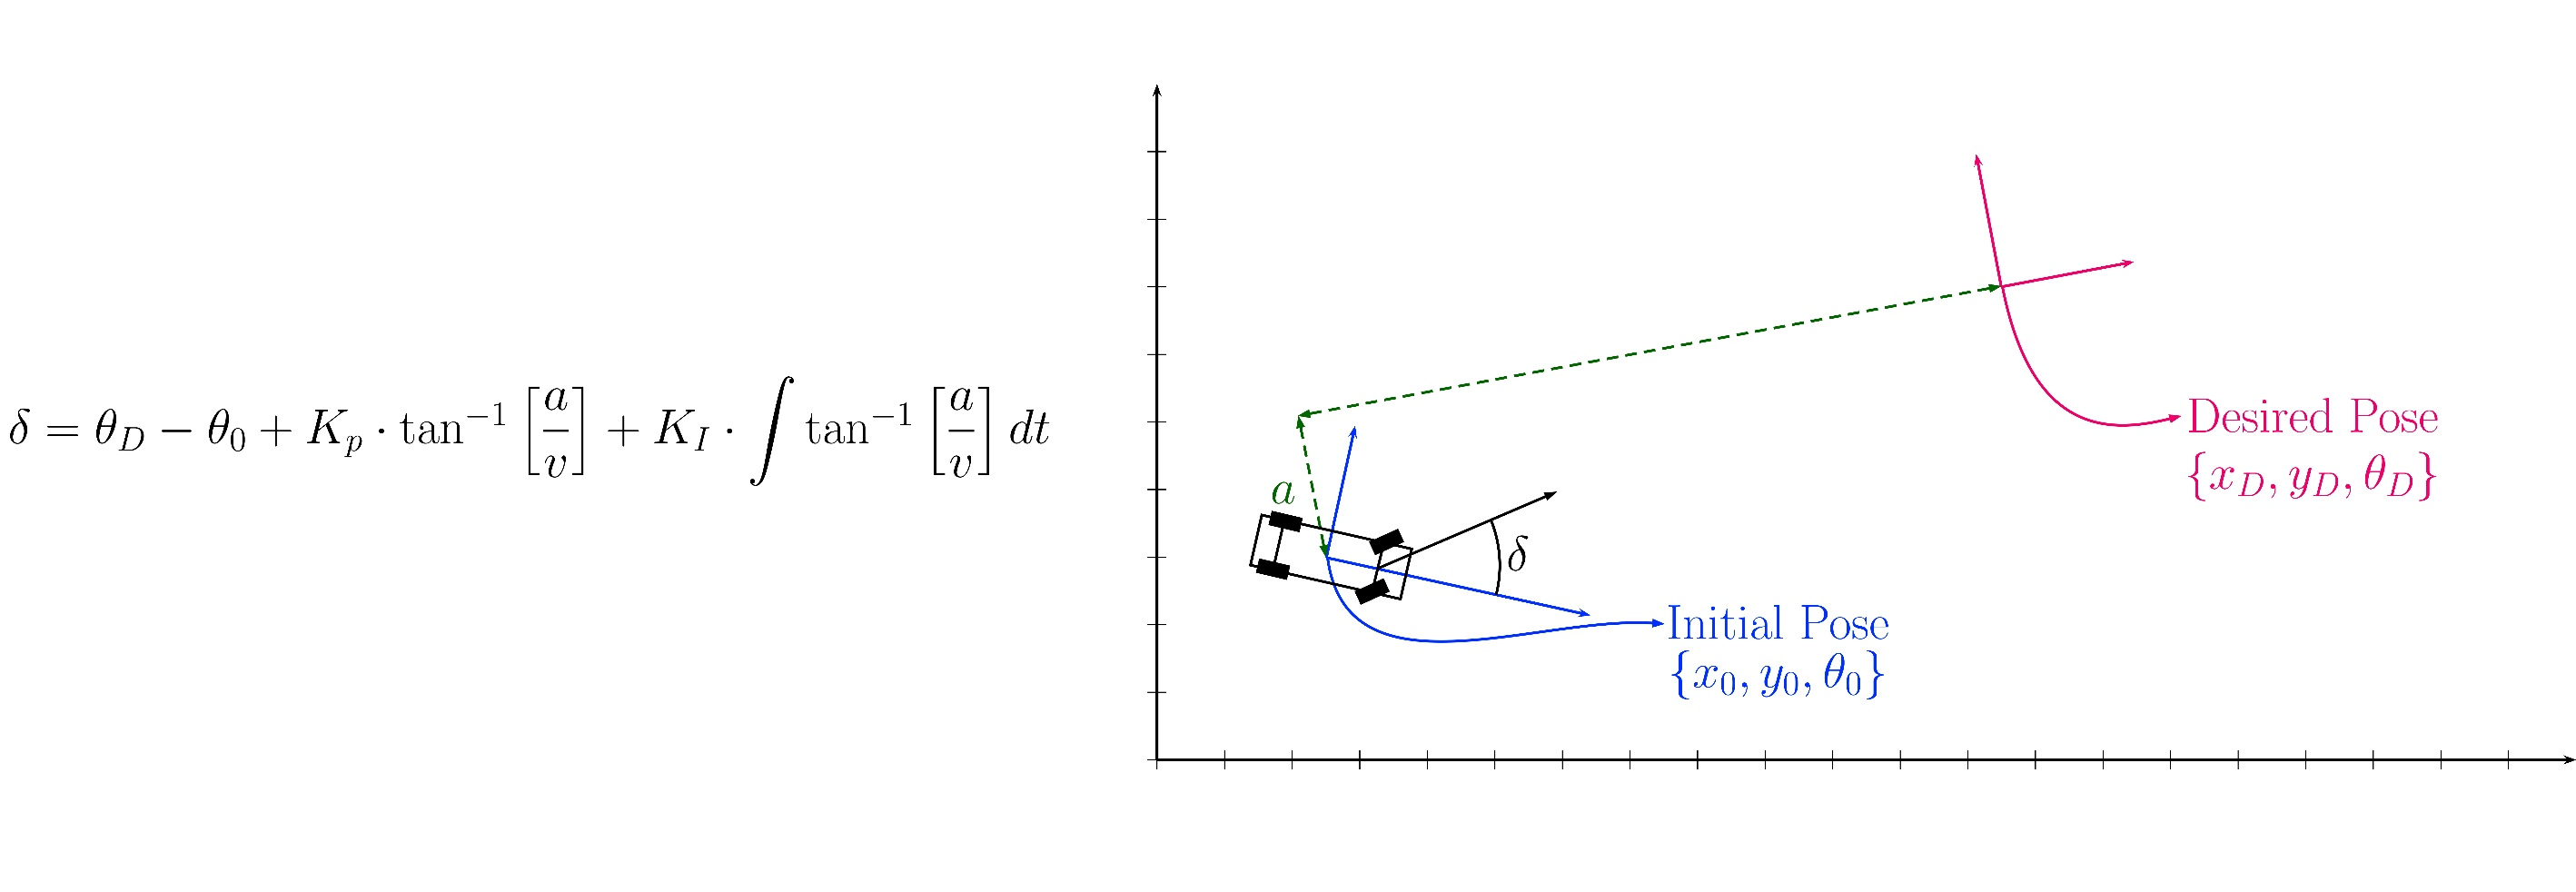 δ = θ_D − θ_0 + K_p · tan⁻¹ [a/v] + K_I · ∫ tan⁻¹ [a/v] dt
a
δ
Desired Pose
{x_D, y_D, θ_D}
Initial Pose
{x_0, y_0, θ_0}